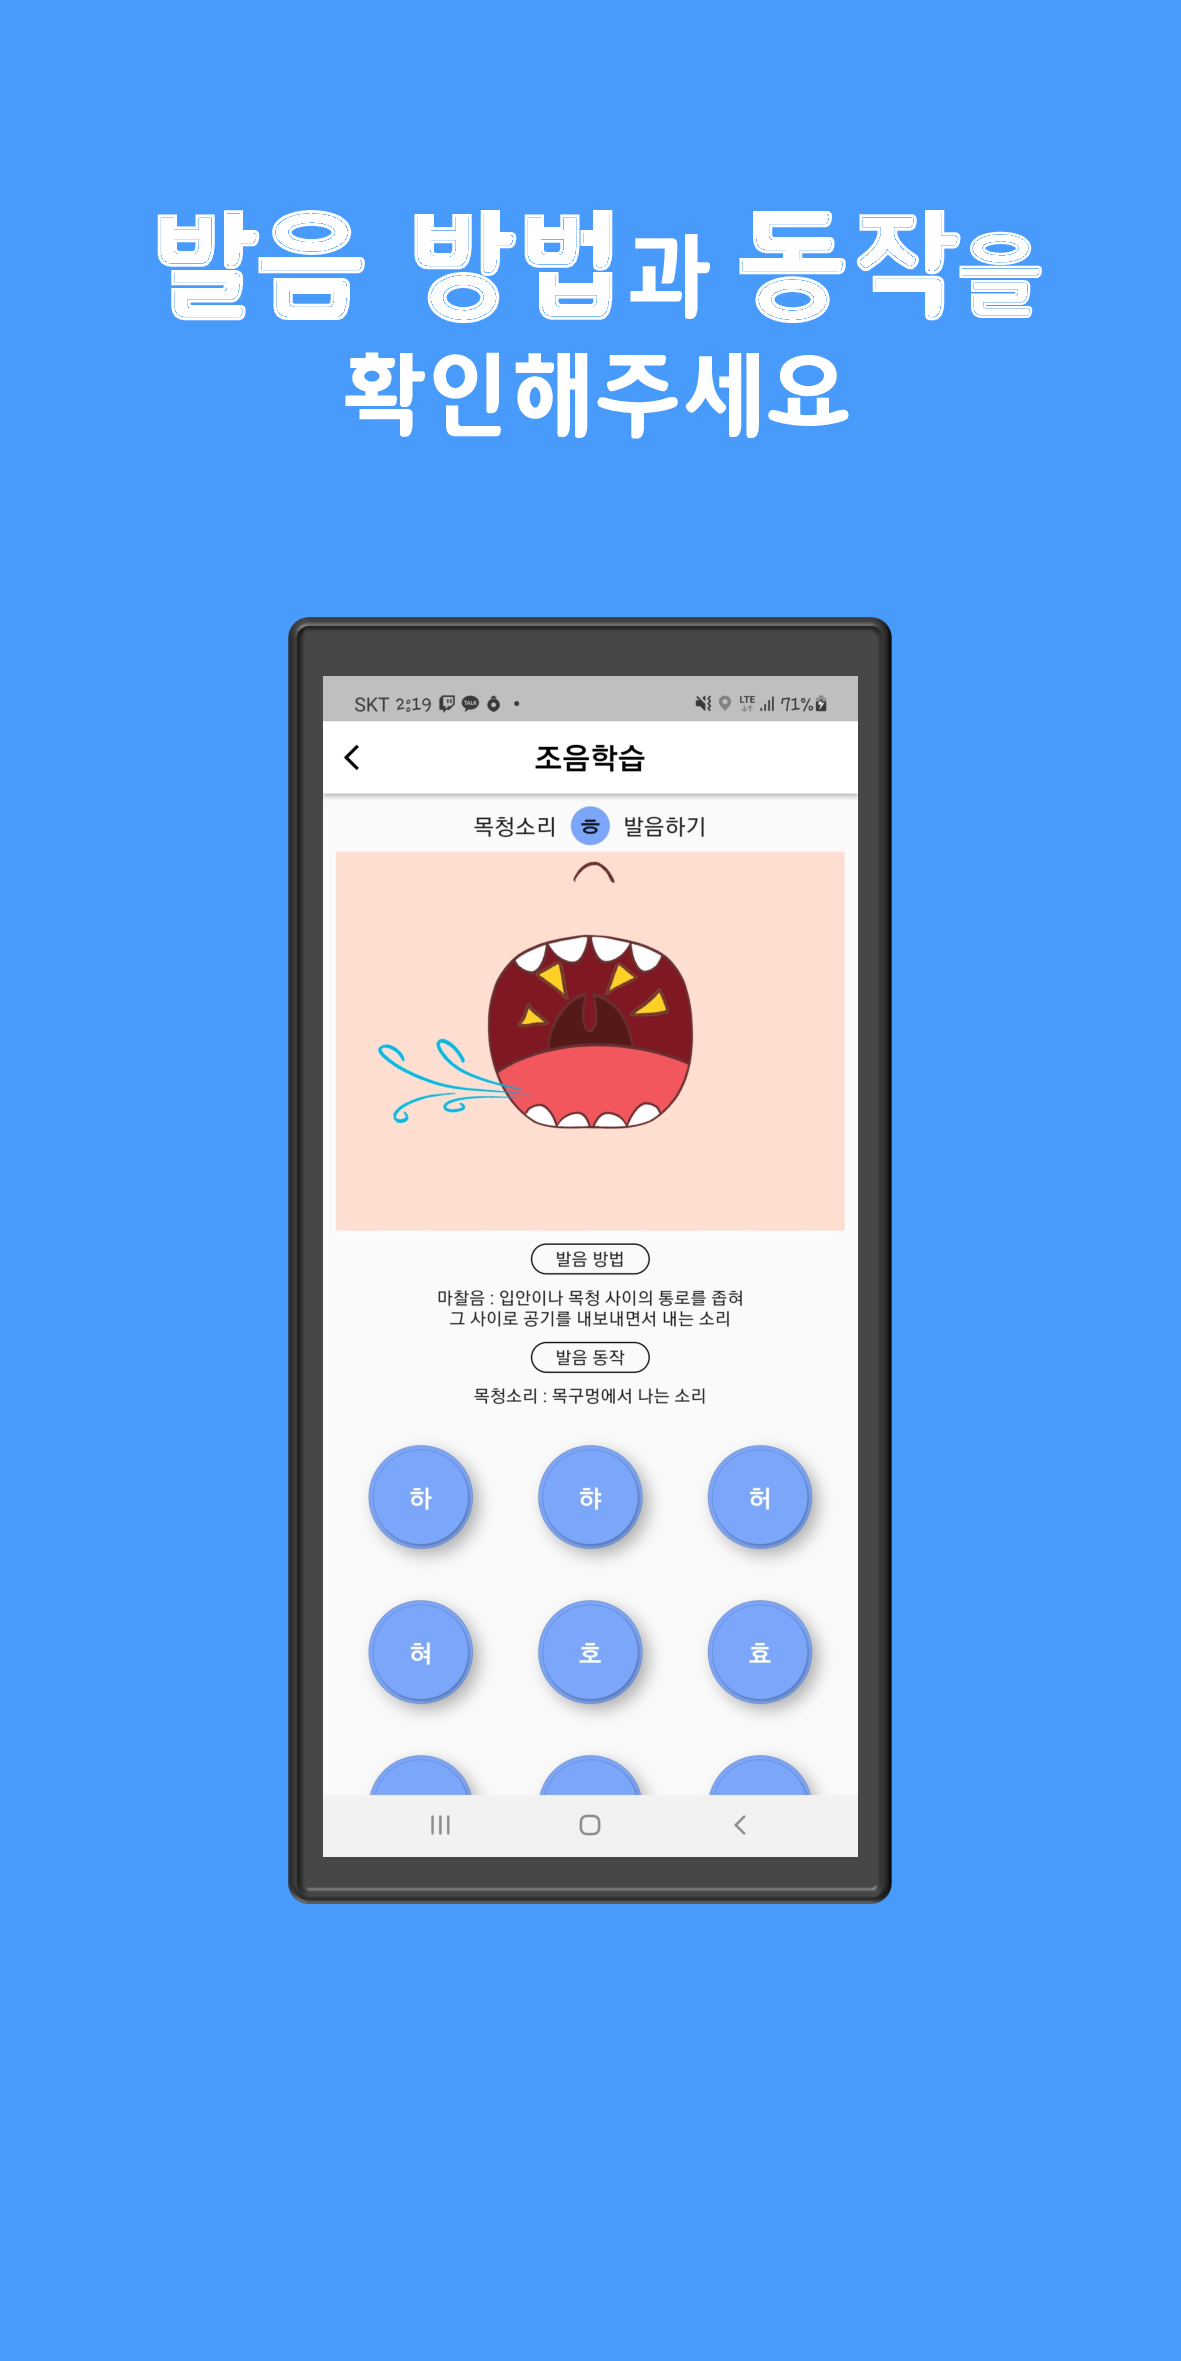 발음 방법과 동작을
확인해주세요
SKT 2:19 TALK LTE 71%
조음학습
목청소리 ㅎ 발음하기
발음 방법
마찰음 : 입안이나 목청 사이의 통로를 좁혀
그 사이로 공기를 내보내면서 내는 소리
발음 동작
목청소리 : 목구멍에서 나는 소리
하 햐 허
혀 호 효